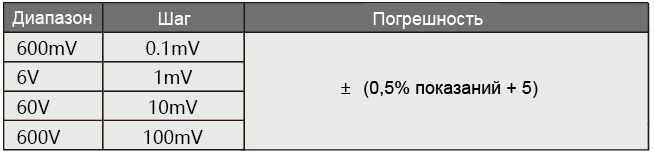 Диапазон Шаг Погрешность
600mV 0.1mV
6V 1mV
± (0,5% показаний + 5)
60V 10mV
600V 100mV